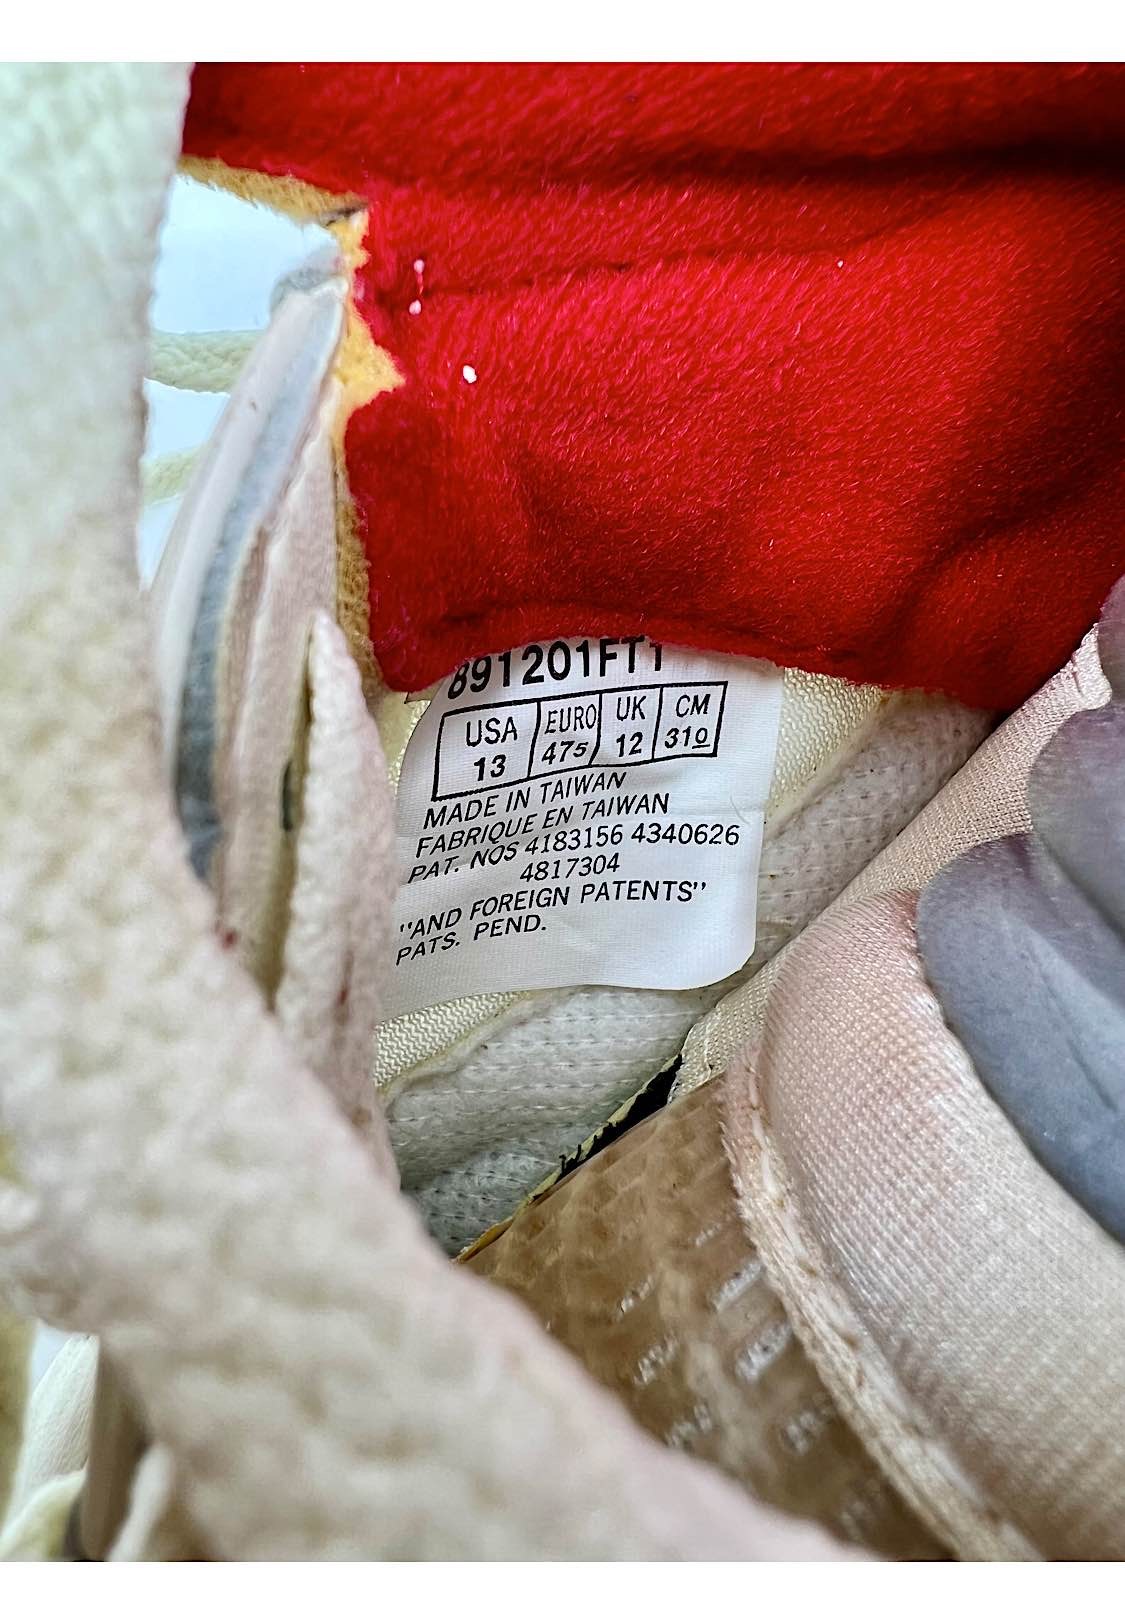 891201FT1
USA EURO UK CM
13 475 12 310
MADE IN TAIWAN
FABRIQUE EN TAIWAN
PAT. NOS 4183156 4340626
4817304
"AND FOREIGN PATENTS"
PATS. PEND.